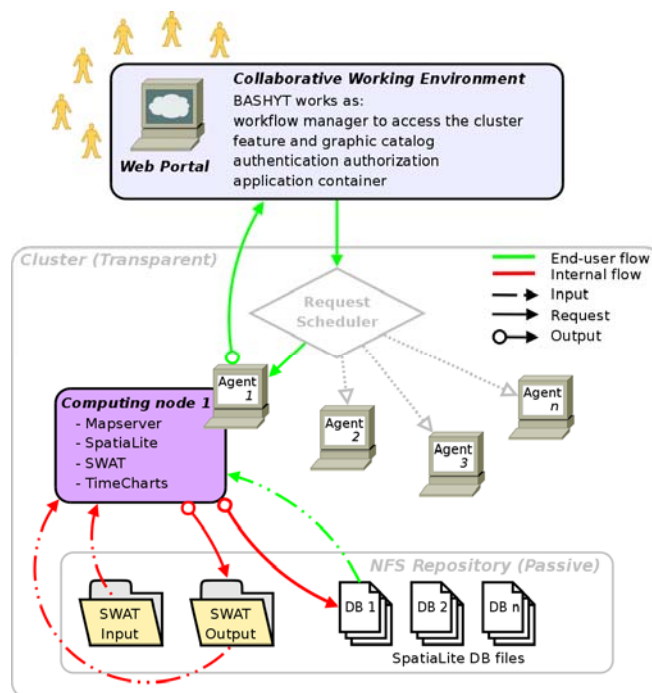 Collaborative Working Environment
BASHYT works as:
workflow manager to access the cluster
feature and graphic catalog
authentication authorization
application container
Web Portal
Cluster (Transparent)
End-user flow
Internal flow
Input
Request
Output
Request
Scheduler
Agent
1
Agent
2
Agent
3
Agent
n
Computing node 1
- Mapserver
- SpatiaLite
- SWAT
- TimeCharts
NFS Repository (Passive)
SWAT
Input
SWAT
Output
DB 1
DB 2
DB n
SpatiaLite DB files